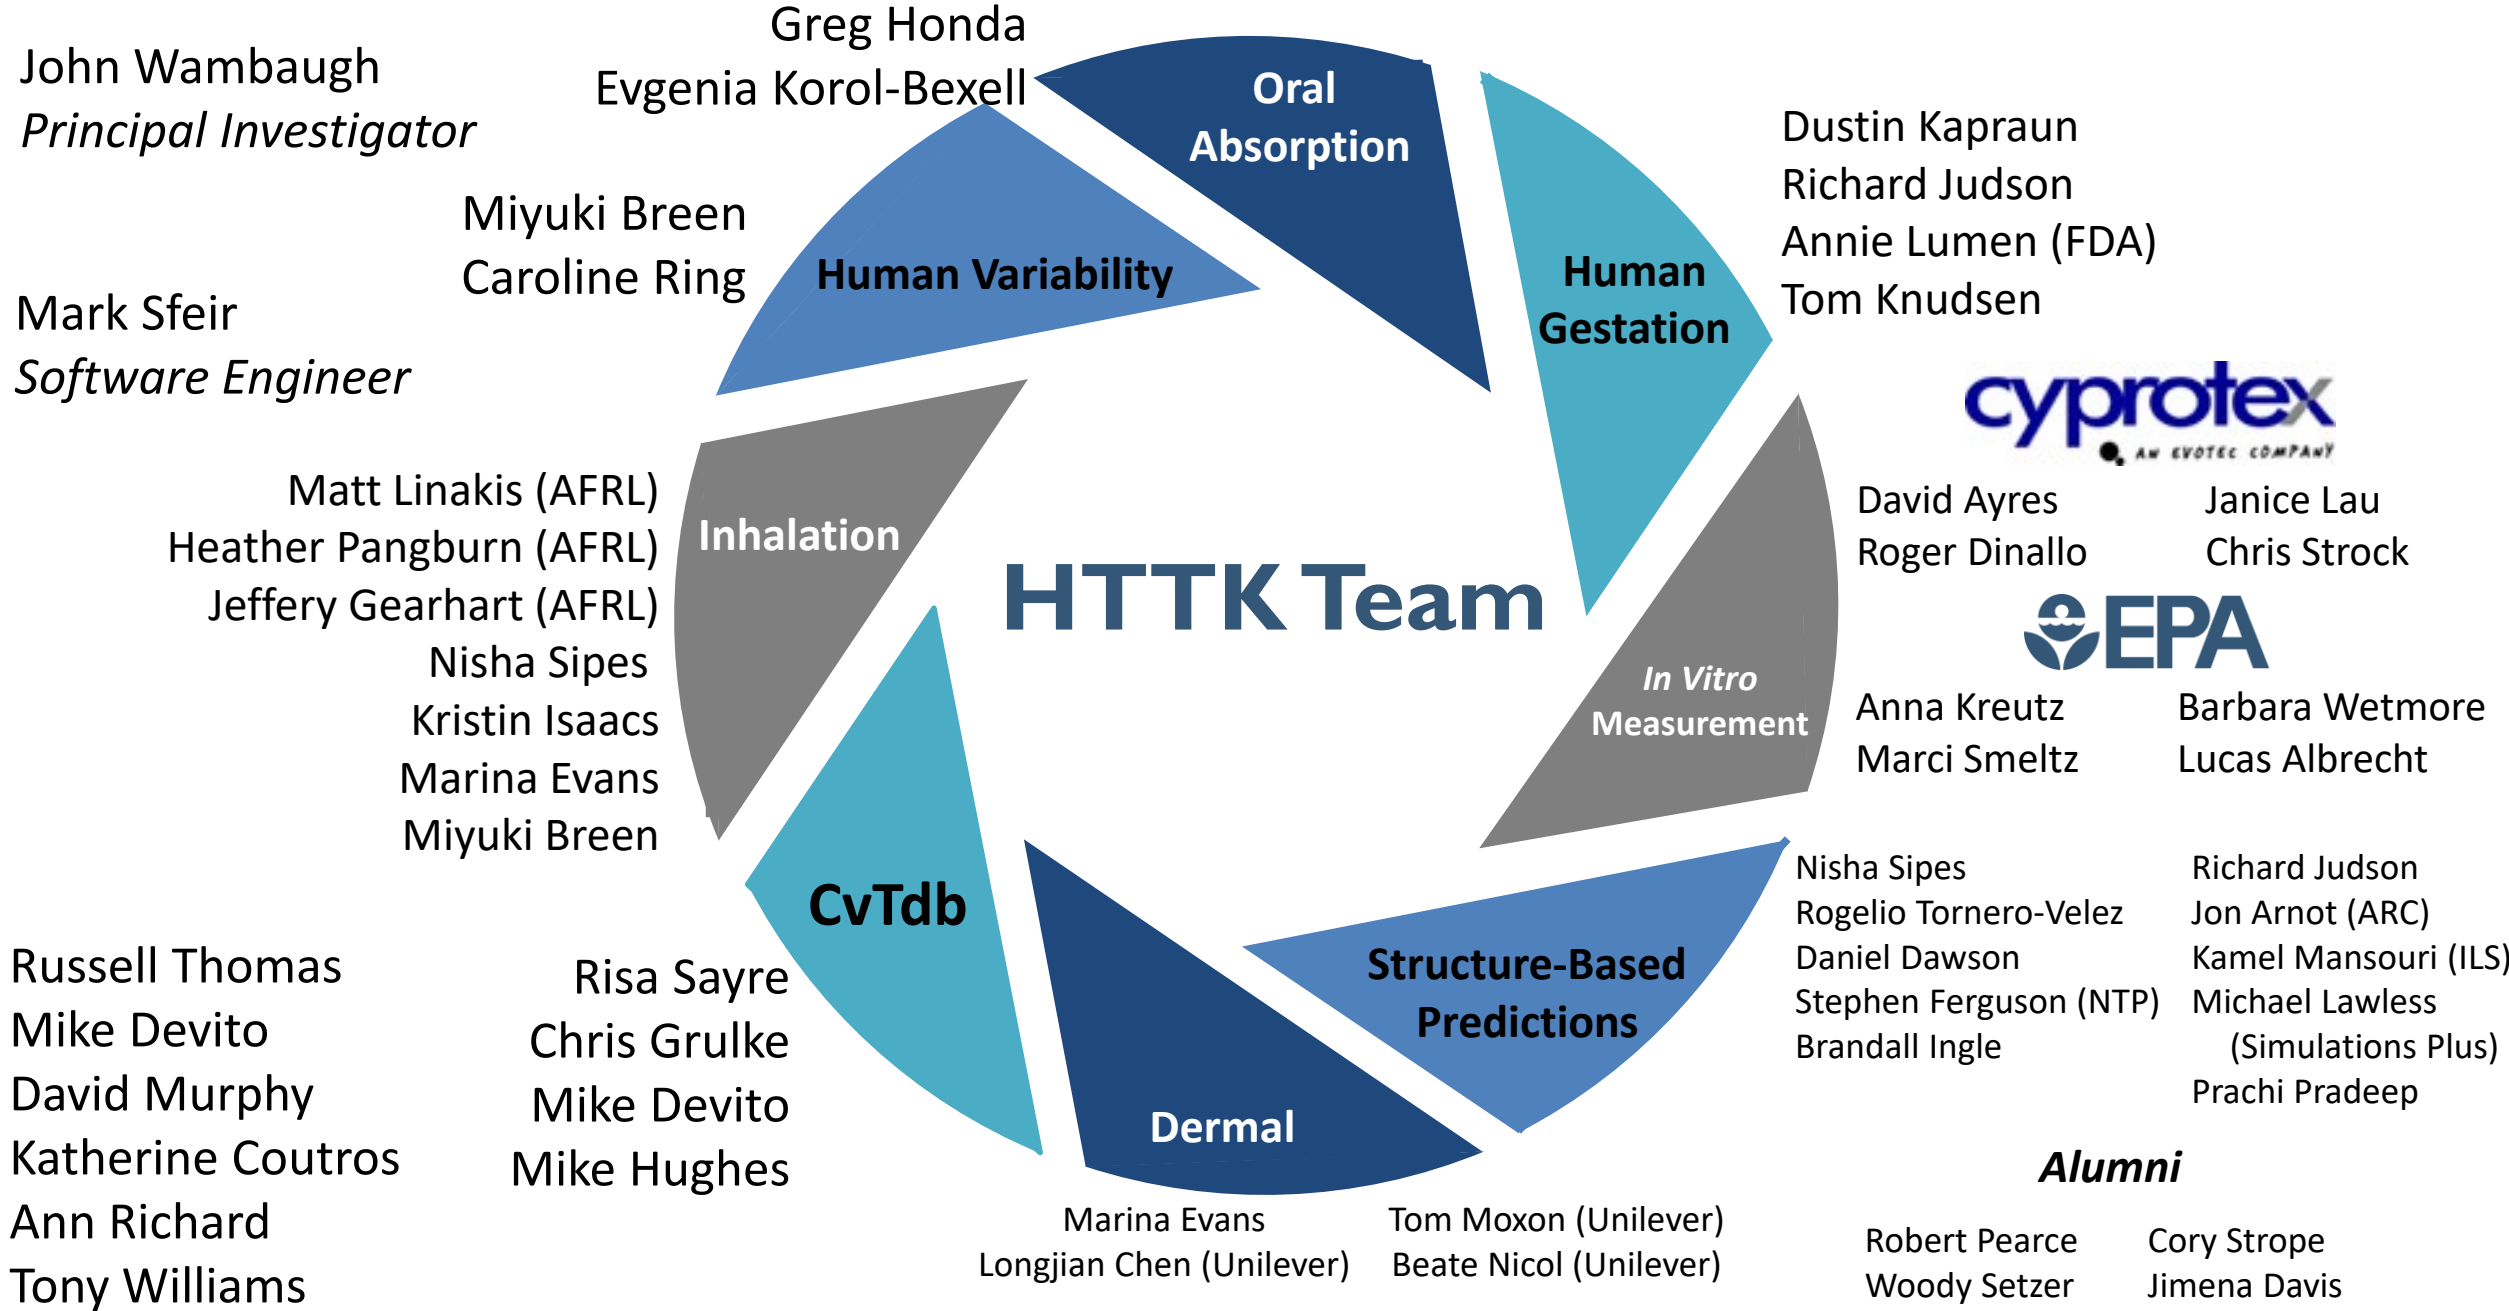 John Wambaugh
Principal Investigator
Mark Sfeir
Software Engineer
Greg Honda
Evgenia Korol-Bexell
Oral
Absorption
Miyuki Breen
Caroline Ring
Human Variability
Human
Gestation
Dustin Kapraun
Richard Judson
Annie Lumen (FDA)
Tom Knudsen
Matt Linakis (AFRL)
Heather Pangburn (AFRL)
Jeffery Gearhart (AFRL)
Nisha Sipes
Kristin Isaacs
Marina Evans
Miyuki Breen
Inhalation
HTTK Team
In Vitro
Measurement
cyprotex
AN EVOTEC COMPANY
David Ayres Janice Lau
Roger Dinallo Chris Strock
EPA
Anna Kreutz Barbara Wetmore
Marci Smeltz Lucas Albrecht
CvTdb
Risa Sayre
Chris Grulke
Mike Devito
Mike Hughes
Russell Thomas
Mike Devito
David Murphy
Katherine Coutros
Ann Richard
Tony Williams
Dermal
Marina Evans Tom Moxon (Unilever)
Longjian Chen (Unilever) Beate Nicol (Unilever)
Structure-Based
Predictions
Nisha Sipes Richard Judson
Rogelio Tornero-Velez Jon Arnot (ARC)
Daniel Dawson Kamel Mansouri (ILS)
Stephen Ferguson (NTP) Michael Lawless
Brandall Ingle (Simulations Plus)
Prachi Pradeep
Alumni
Robert Pearce Cory Strope
Woody Setzer Jimena Davis